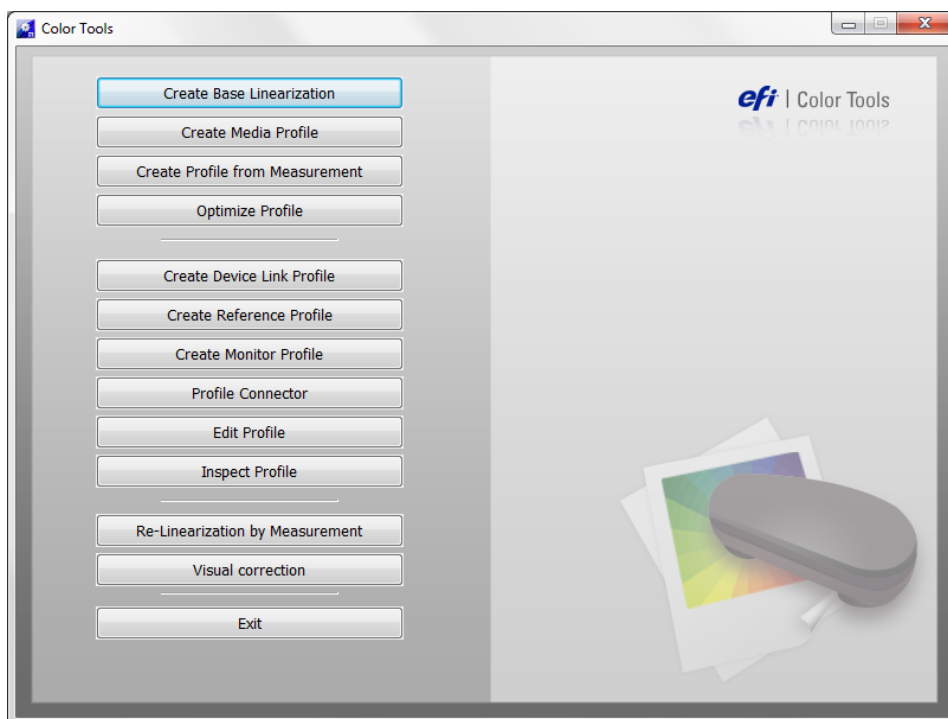 Color Tools
Create Base Linearization
efi | Color Tools
Create Media Profile
Create Profile from Measurement
Optimize Profile
Create Device Link Profile
Create Reference Profile
Create Monitor Profile
Profile Connector
Edit Profile
Inspect Profile
Re-Linearization by Measurement
Visual correction
Exit